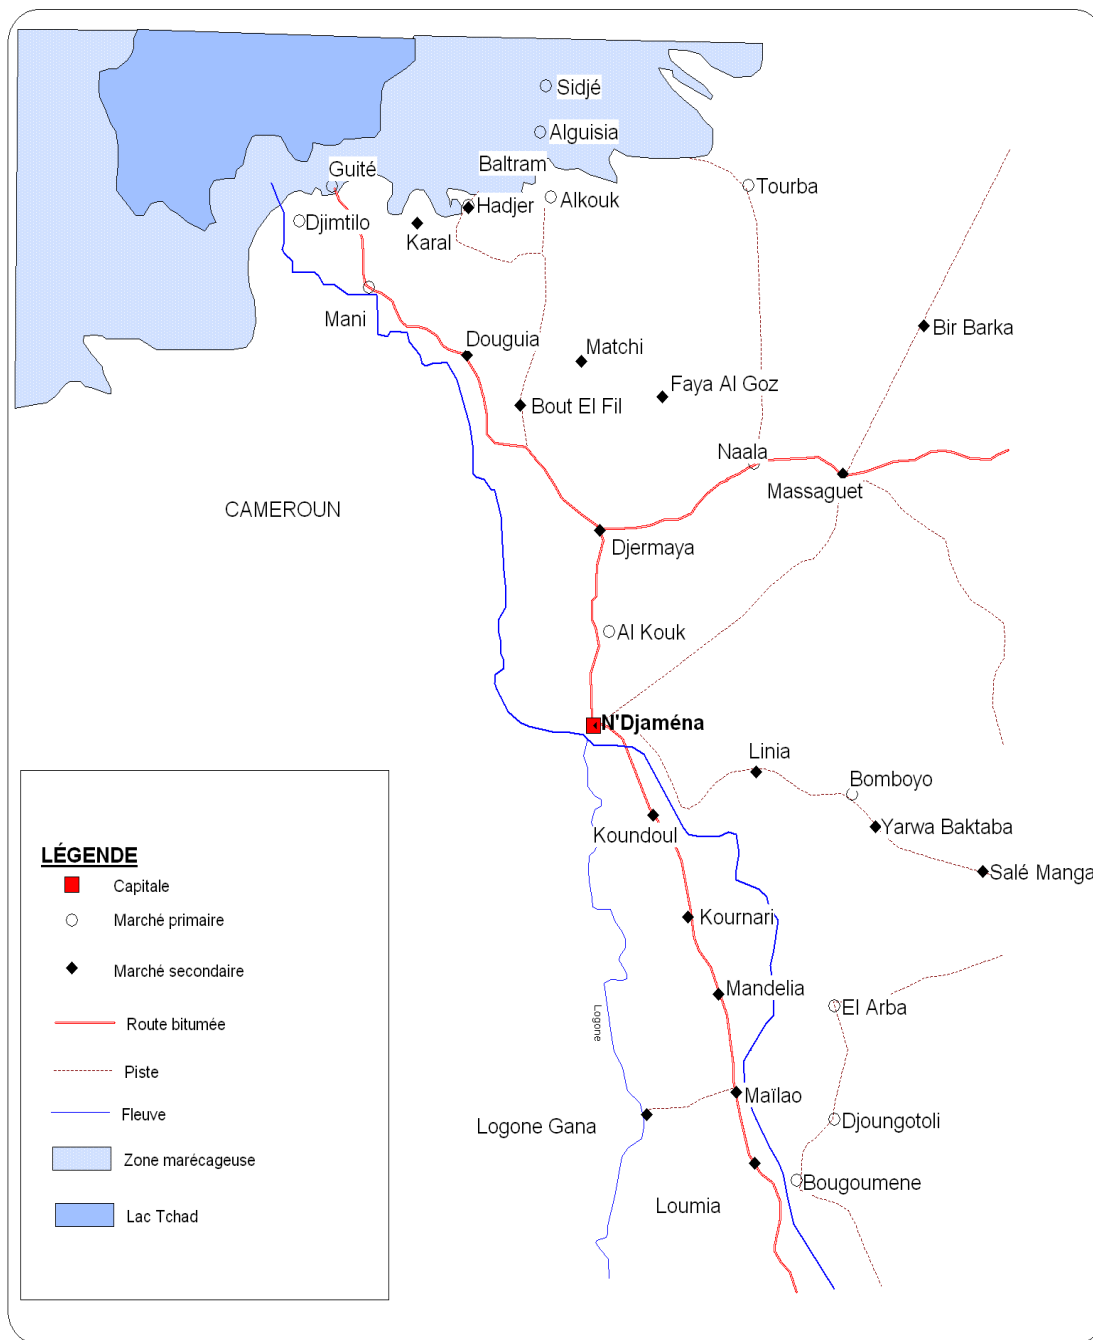 Sidjé
Alguisia
Baltram
Guité
Tourba
Alkouk
Hadjer
Djimtilo
Karal
Mani
Bir Barka
Douguia
Matchi
Faya Al Goz
Bout El Fil
Naala
Massaguet
CAMEROUN
Djermaya
Al Kouk
N'Djaména
Linia
Bomboyo
Koundoul
Yarwa Baktaba
Salé Manga
Kournari
Mandelia
El Arba
Logone
Maïlao
Logone Gana
Djoungotoli
Bougoumene
Loumia
LÉGENDE
Capitale
Marché primaire
Marché secondaire
Route bitumée
Piste
Fleuve
Zone marécageuse
Lac Tchad